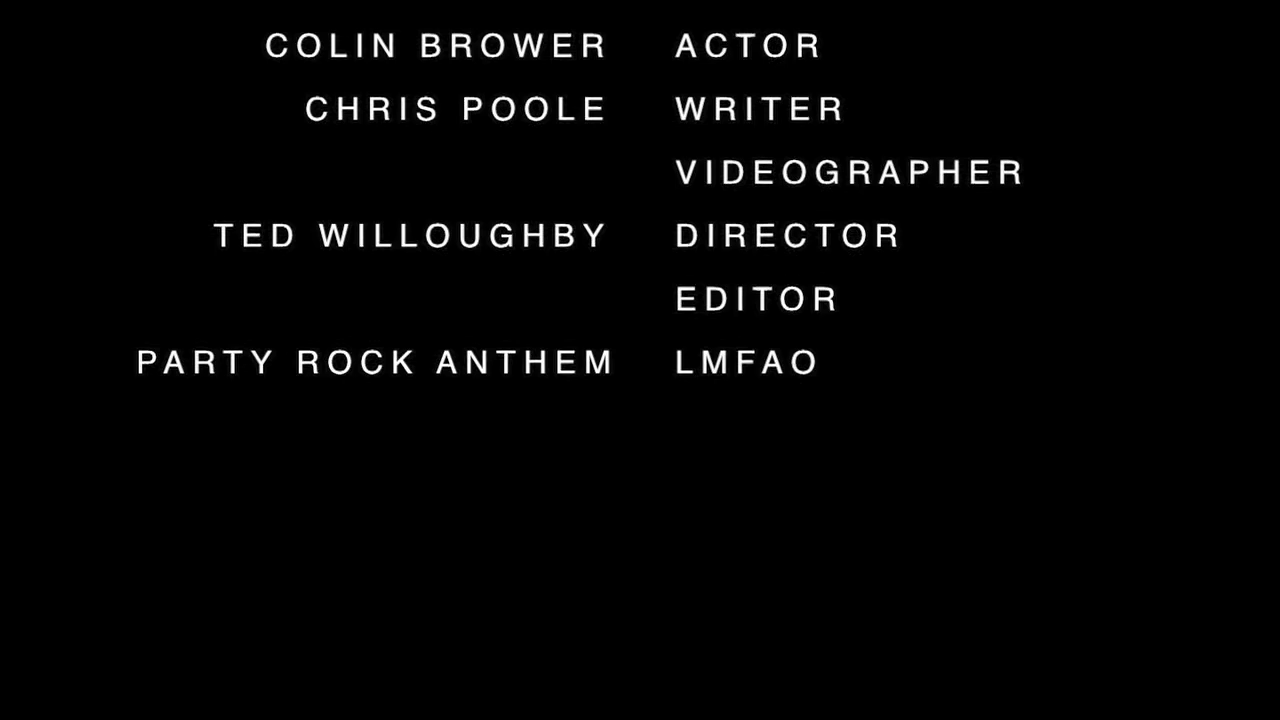 COLIN BROWER ACTOR
CHRIS POOLE WRITER
VIDEOGRAPHER
TED WILLOUGHBY DIRECTOR
EDITOR
PARTY ROCK ANTHEM LMFAO